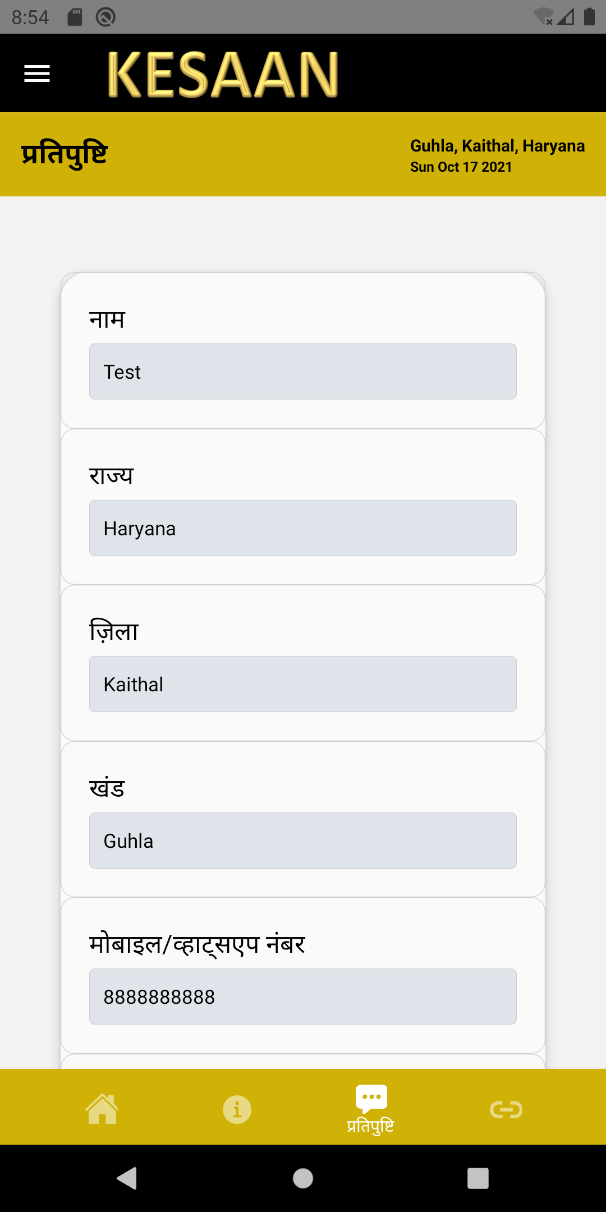 8:54
KESAAN
प्रतिपुष्टि
Guhla, Kaithal, Haryana
Sun Oct 17 2021
नाम
Test
राज्य
Haryana
ज़िला
Kaithal
खंड
Guhla
मोबाइल/व्हाट्सएप नंबर
8888888888
प्रतिपुष्टि